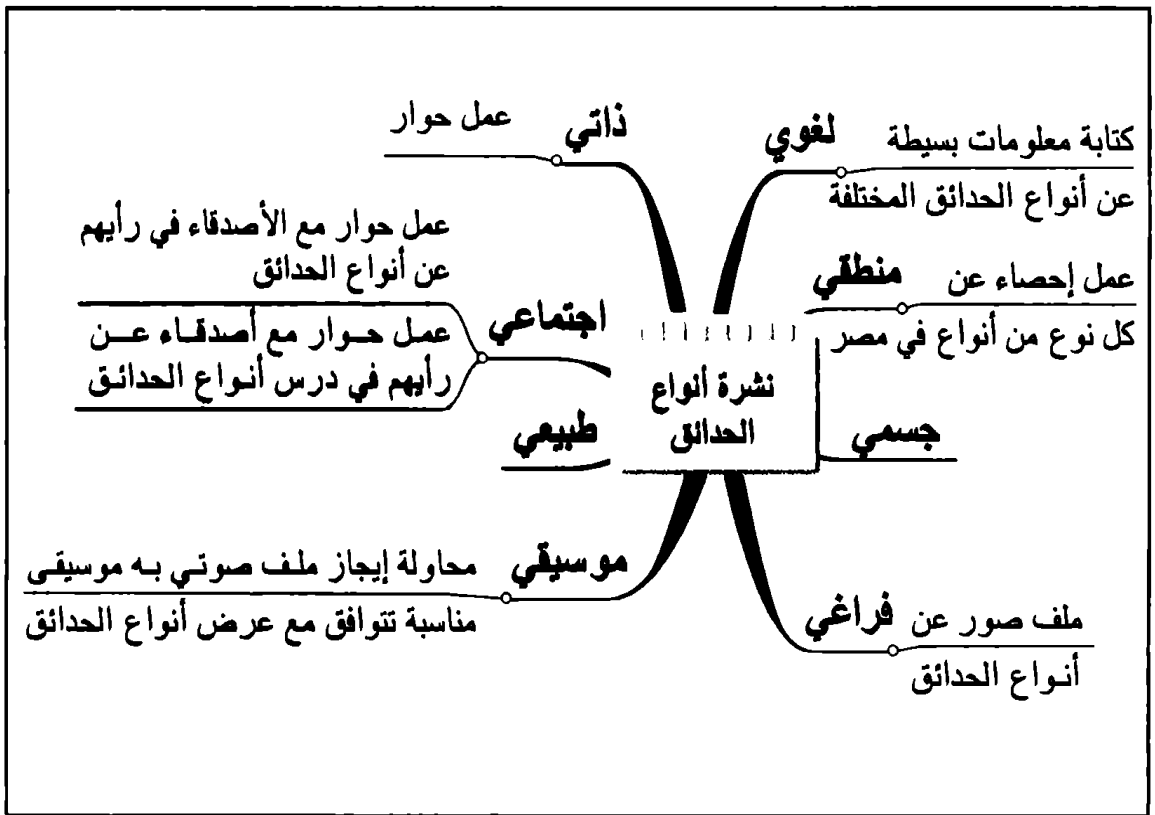 نشرة أنواع
الحدائق
لغوي
كتابة معلومات بسيطة
عن أنواع الحدائق المختلفة
منطقي
عمل إحصاء عن
كل نوع من أنواع في مصر
جسمي
فراغي
ملف صور عن
أنواع الحدائق
ذاتي
عمل حوار
اجتماعي
عمل حوار مع الأصدقاء في رأيهم
عن أنواع الحدائق
عمل حوار مع أصدقاء عن
رأيهم في درس أنواع الحدائق
طبيعي
موسيقي
محاولة إيجاز ملف صوتي به موسيقى
مناسبة تتوافق مع عرض أنواع الحدائق